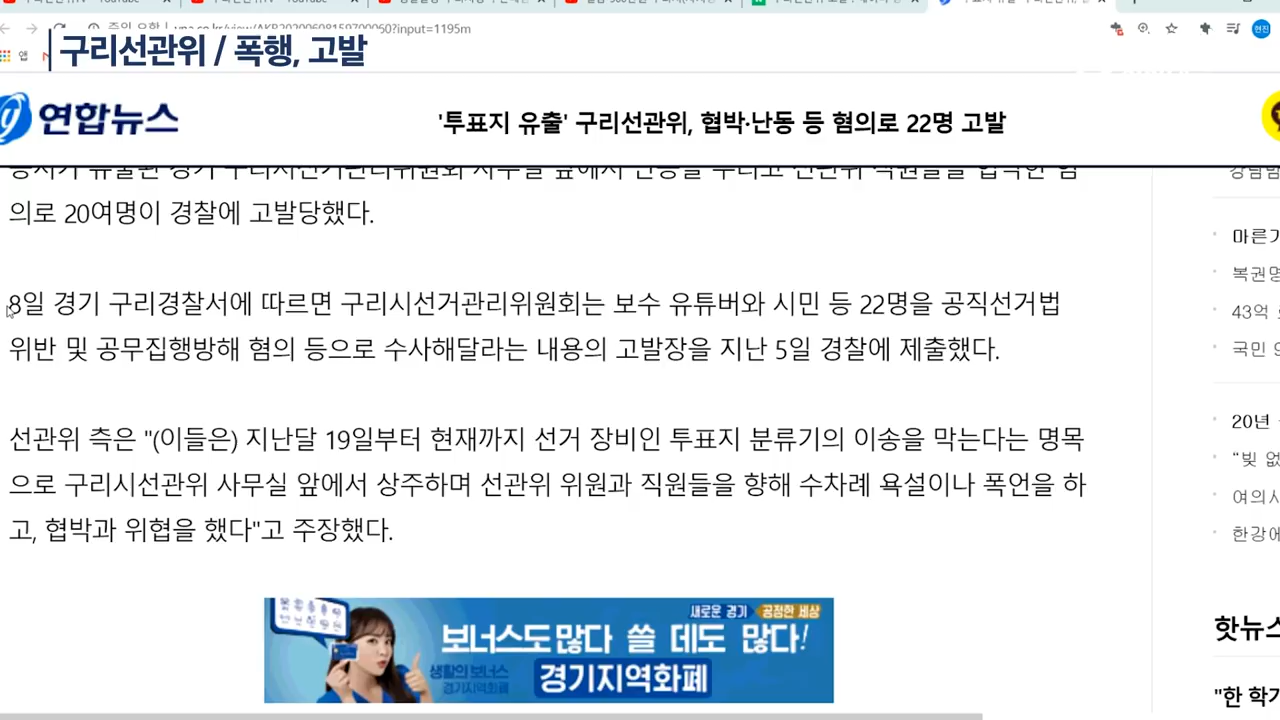 구리선관위 / 폭행, 고발
연합뉴스
'투표지 유출' 구리선관위, 협박·난동 등 혐의로 22명 고발
의로 20여명이 경찰에 고발당했다.
8일 경기 구리경찰서에 따르면 구리시선거관리위원회는 보수 유튜버와 시민 등 22명을 공직선거법
위반 및 공무집행방해 혐의 등으로 수사해달라는 내용의 고발장을 지난 5일 경찰에 제출했다.
선관위 측은 "(이들은) 지난달 19일부터 현재까지 선거 장비인 투표지 분류기의 이송을 막는다는 명목
으로 구리시선관위 사무실 앞에서 상주하며 선관위 위원과 직원들을 향해 수차례 욕설이나 폭언을 하
고, 협박과 위협을 했다"고 주장했다.
새로운 경기 공정한 세상
보너스도 많다 쓸 데도 많다!
생활의 보너스
경기지역화폐
경기지역화폐
현진
마른
복권
43억
국민
20년
"빚 없
여의
한강에
핫뉴스
"한 학기